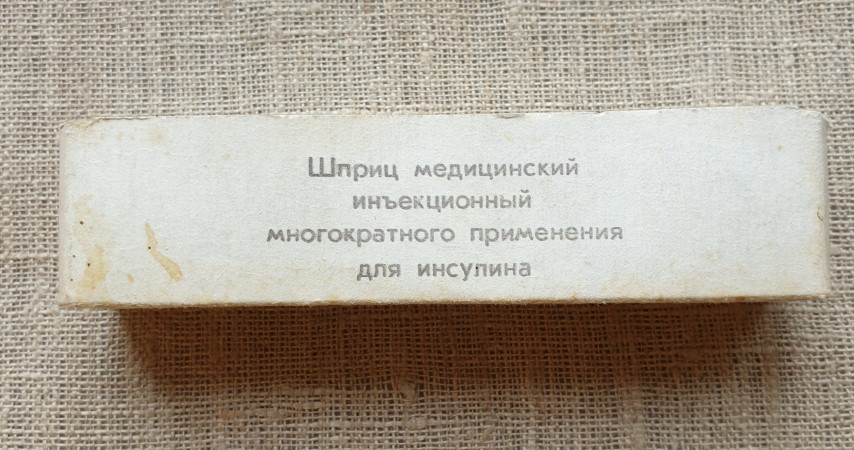 Шприц медицинский
инъекционный
многократного применения
для инсулина